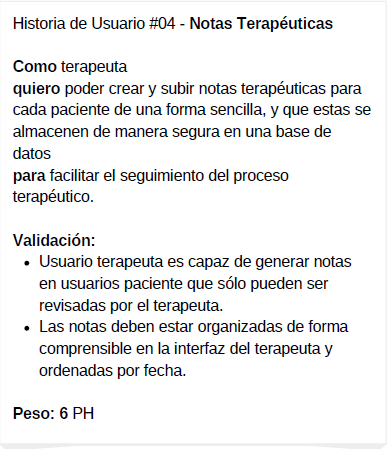 Historia de Usuario #04 - Notas Terapéuticas
Como terapeuta
quiero poder crear y subir notas terapéuticas para
cada paciente de una forma sencilla, y que estas se
almacenen de manera segura en una base de
datos
para facilitar el seguimiento del proceso
terapéutico.
Validación:
• Usuario terapeuta es capaz de generar notas
en usuarios paciente que sólo pueden ser
revisadas por el terapeuta.
• Las notas deben estar organizadas de forma
comprensible en la interfaz del terapeuta y
ordenadas por fecha.
Peso: 6 PH